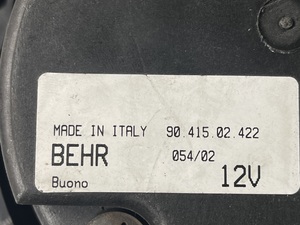 MADE IN ITALY 90.415.02.422
BEHR 054/02
Buono 12V